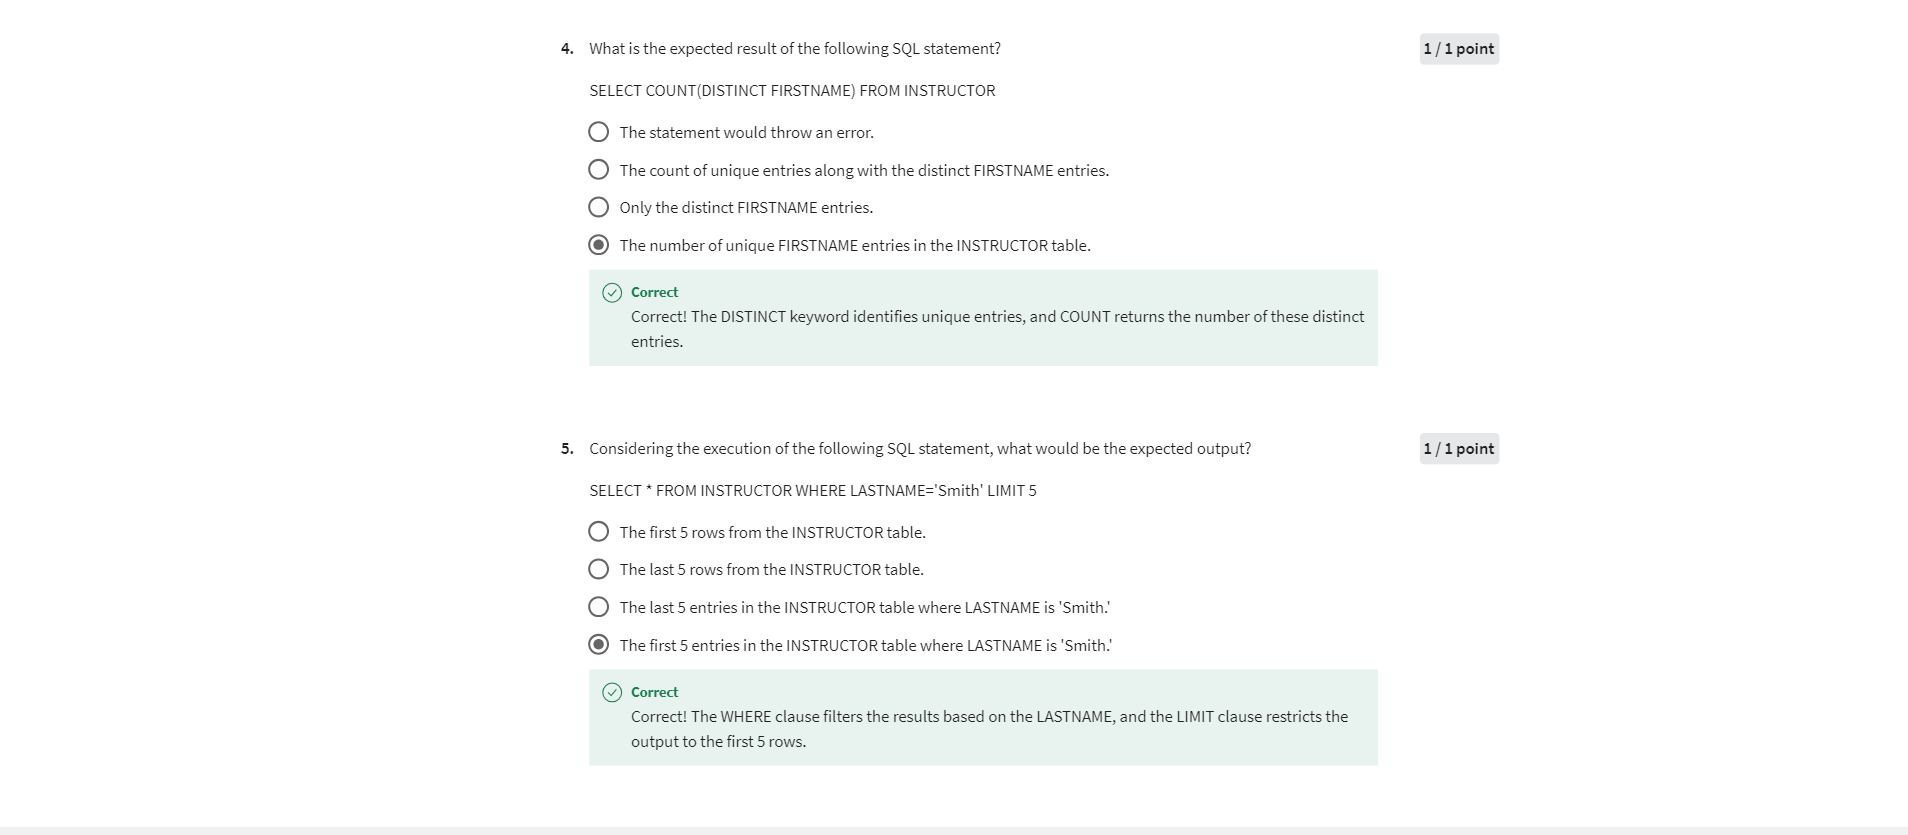 4. What is the expected result of the following SQL statement?
1 / 1 point
SELECT COUNT(DISTINCT FIRSTNAME) FROM INSTRUCTOR
The statement would throw an error.
The count of unique entries along with the distinct FIRSTNAME entries.
Only the distinct FIRSTNAME entries.
The number of unique FIRSTNAME entries in the INSTRUCTOR table.
Correct
Correct! The DISTINCT keyword identifies unique entries, and COUNT returns the number of these distinct
entries.
5. Considering the execution of the following SQL statement, what would be the expected output?
1 / 1 point
SELECT * FROM INSTRUCTOR WHERE LASTNAME='Smith' LIMIT 5
The first 5 rows from the INSTRUCTOR table.
The last 5 rows from the INSTRUCTOR table.
The last 5 entries in the INSTRUCTOR table where LASTNAME is 'Smith.'
The first 5 entries in the INSTRUCTOR table where LASTNAME is 'Smith.'
Correct
Correct! The WHERE clause filters the results based on the LASTNAME, and the LIMIT clause restricts the
output to the first 5 rows.